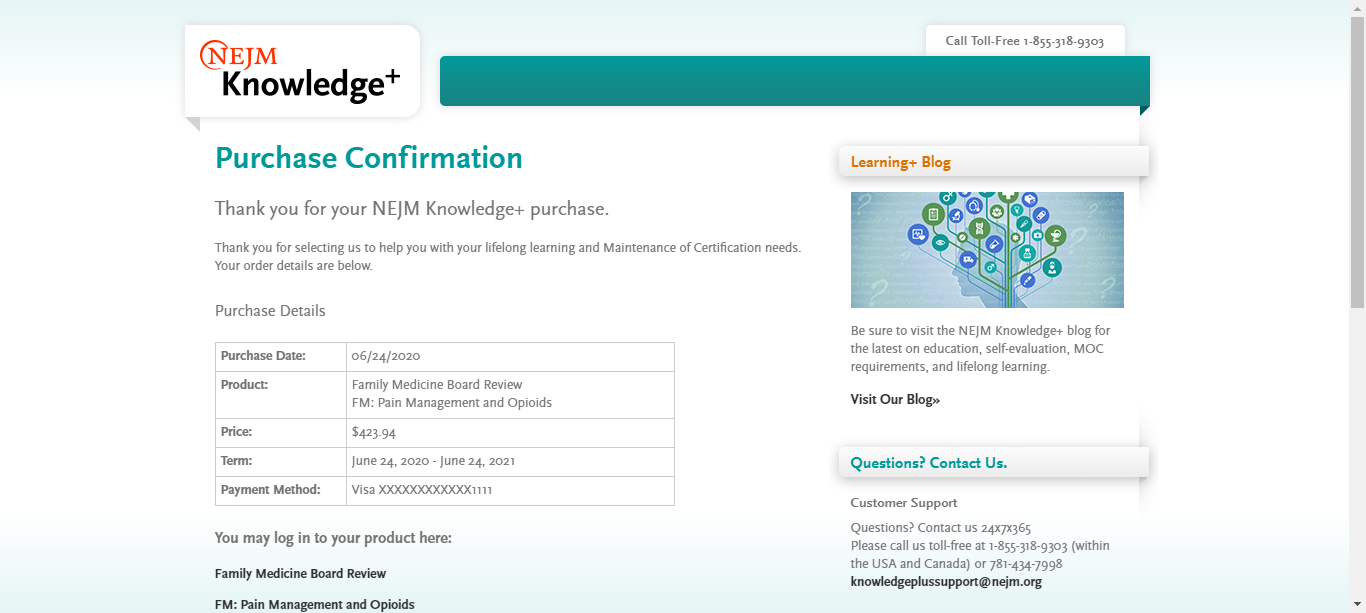 NEJM
Knowledge+
Call Toll-Free 1-855-318-9303
Purchase Confirmation
Thank you for your NEJM Knowledge+ purchase.
Thank you for selecting us to help you with your lifelong learning and Maintenance of Certification needs.
Your order details are below.
Purchase Details
Purchase Date: 06/24/2020
Product: Family Medicine Board Review
FM: Pain Management and Opioids
Price: $423.94
Term: June 24, 2020 - June 24, 2021
Payment Method: Visa XXXXXXXXXXXX1111
You may log in to your product here:
Family Medicine Board Review
FM: Pain Management and Opioids
Learning+ Blog
Be sure to visit the NEJM Knowledge+ blog for
the latest on education, self-evaluation, MOC
requirements, and lifelong learning.
Visit Our Blog»
Questions? Contact Us.
Customer Support
Questions? Contact us 24x7x365
Please call us toll-free at 1-855-318-9303 (within
the USA and Canada) or 781-434-7998
knowledgeplussupport@nejm.org